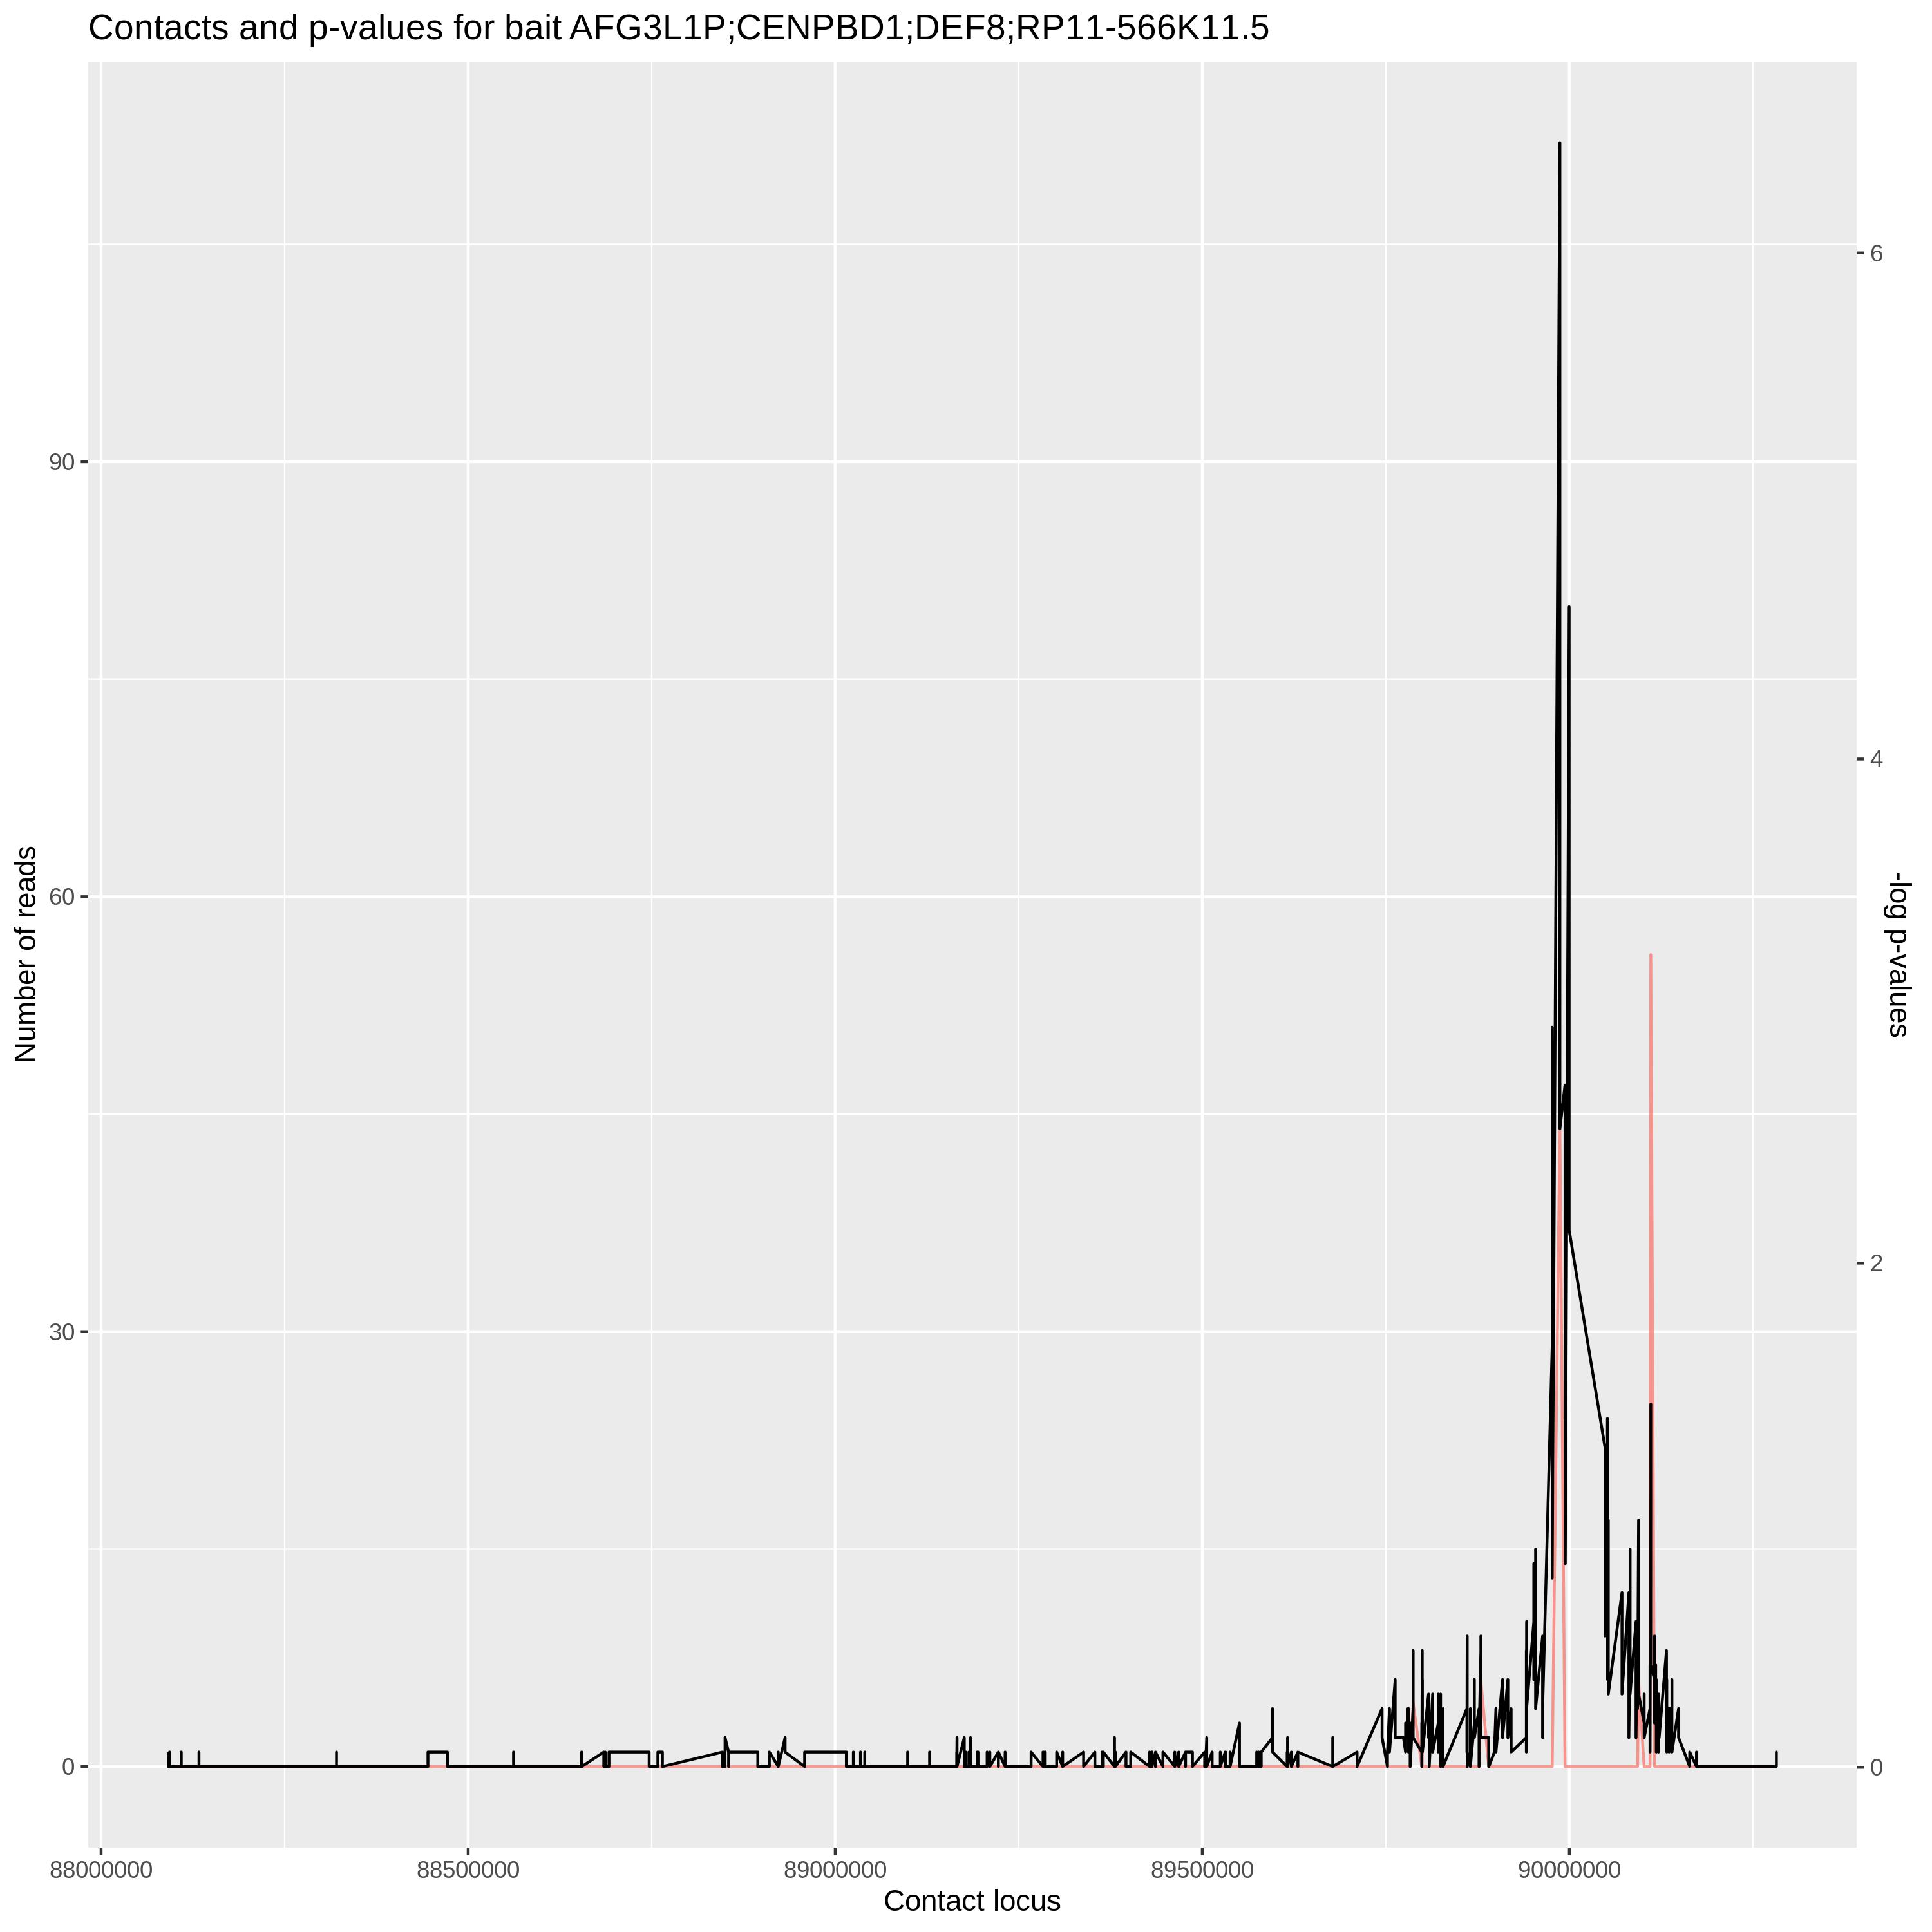 Contacts and p-values for bait AFG3L1P;CENPBD1;DEF8;RP11-566K11.5
90
60
30
0
Number of reads
6
4
2
0
-log p-values
88000000 88500000 89000000 89500000 90000000
Contact locus